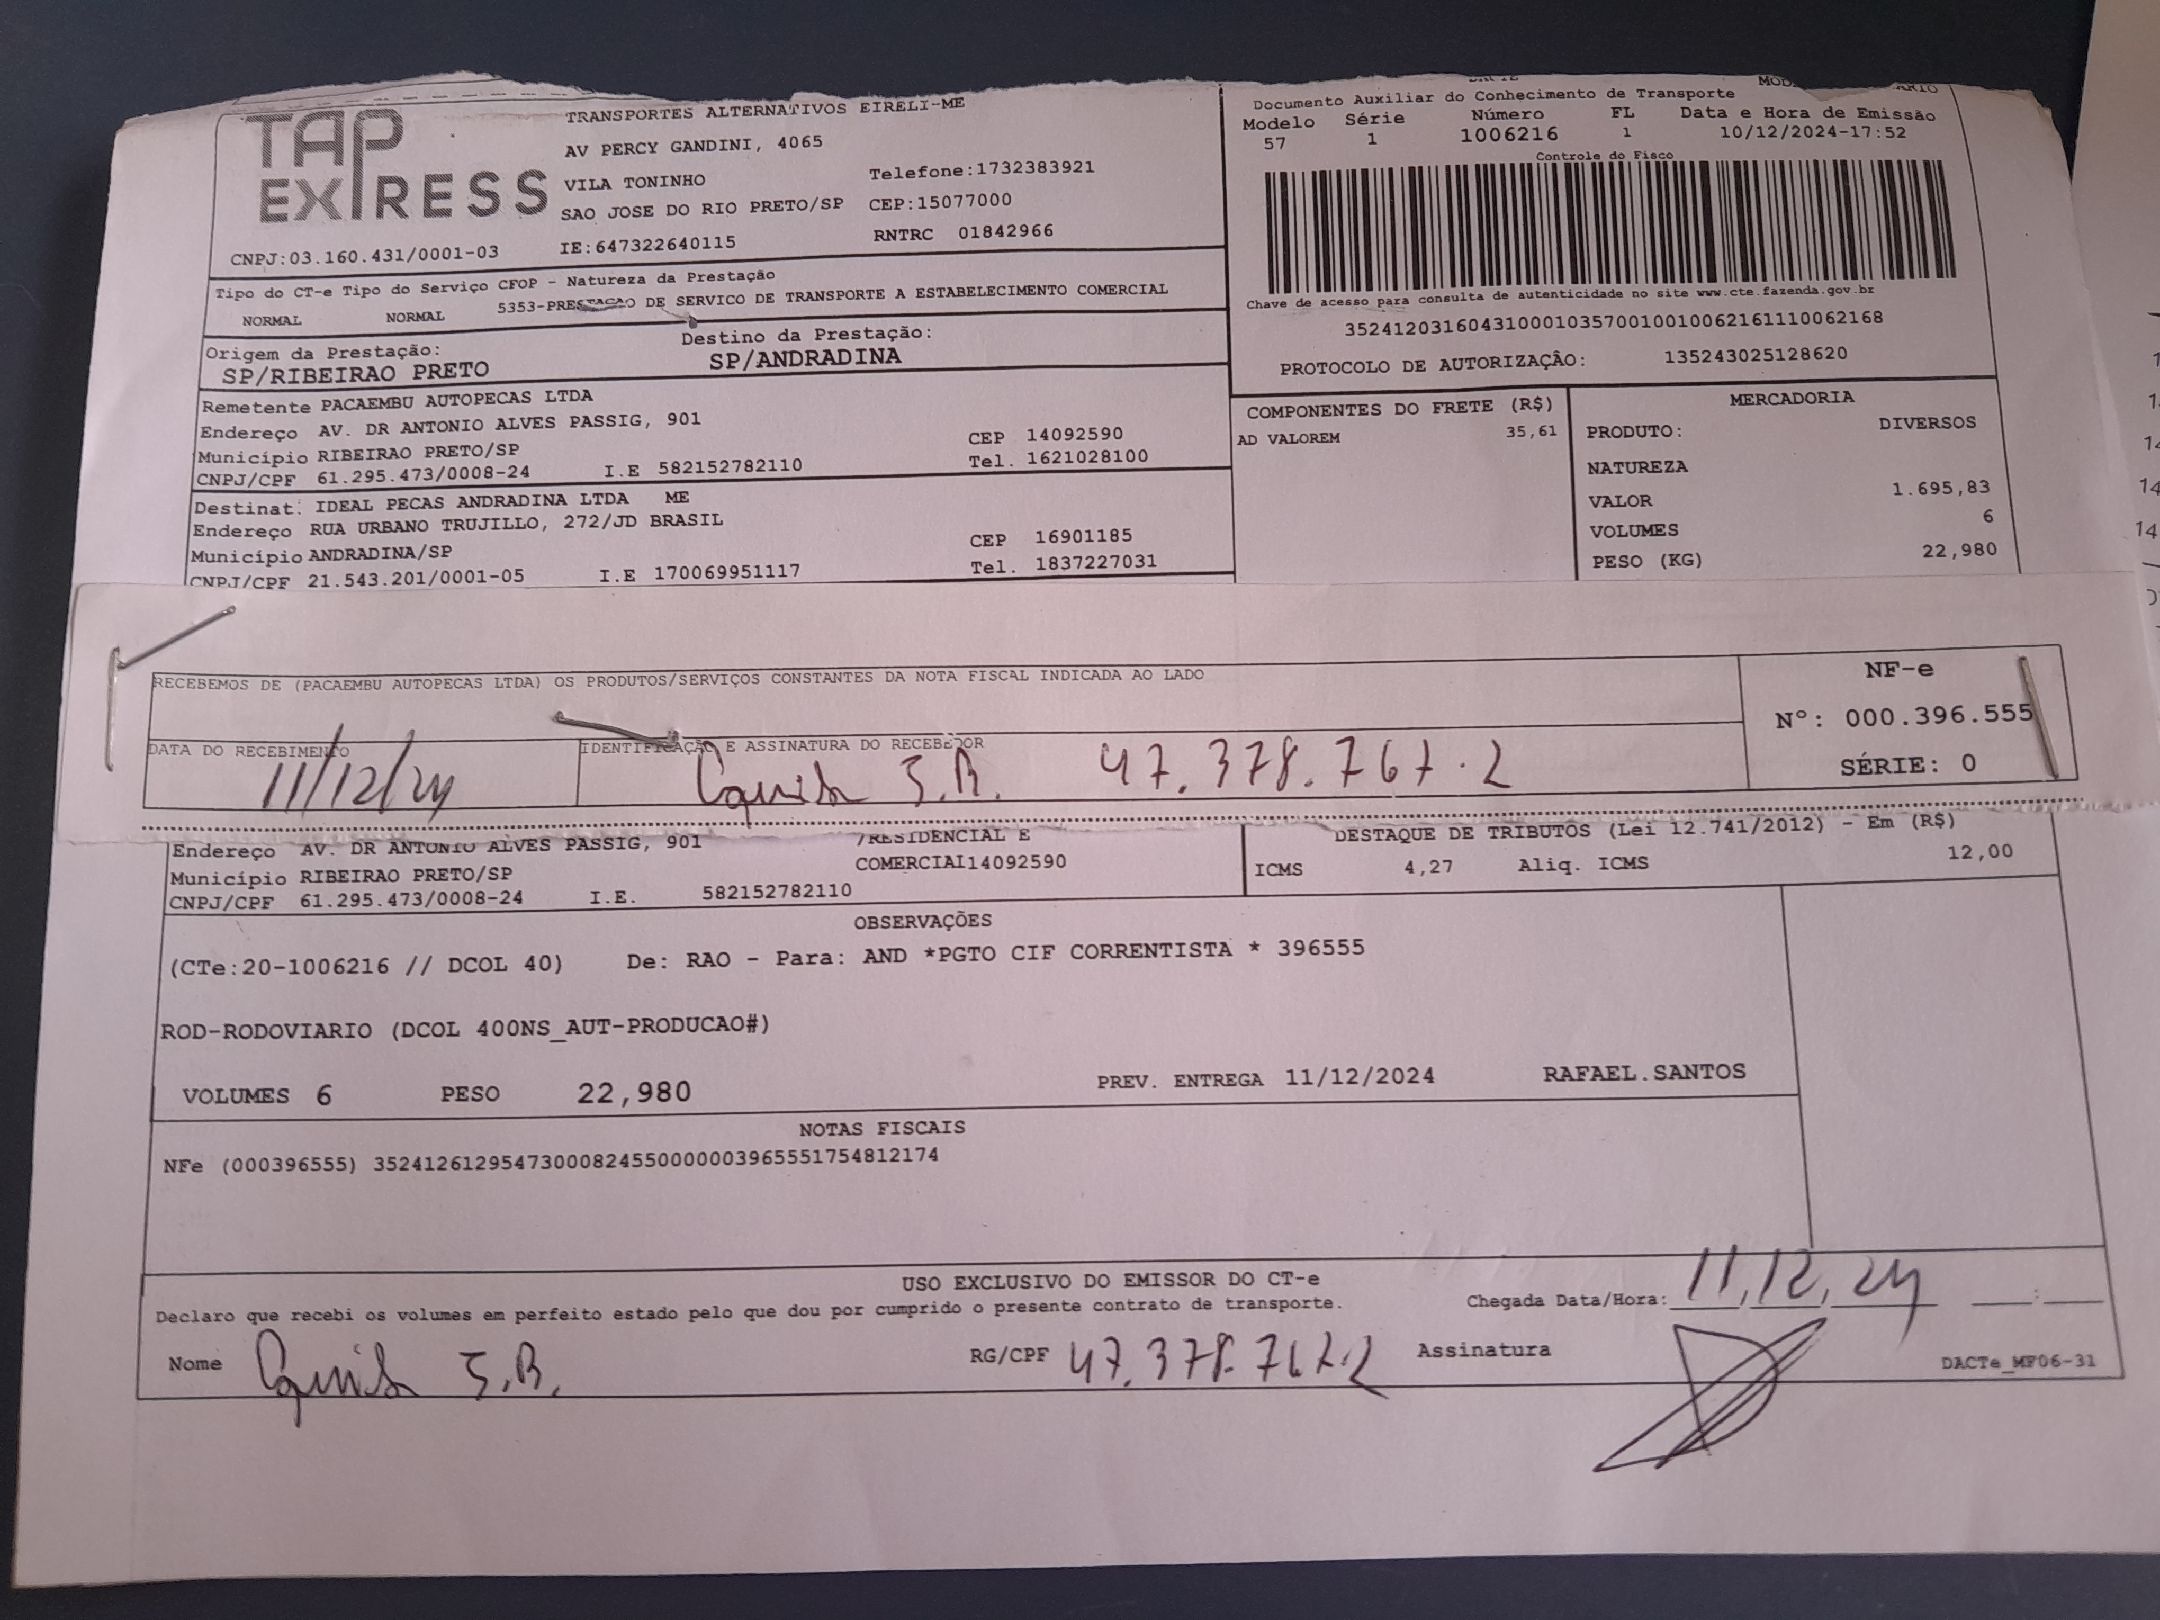 TAP
EXPRESS
CNPJ:03.160.431/0001-03
TRANSPORTES ALTERNATIVOS EIRELI-ME
AV PERCY GANDINI, 4065
VILA TONINHO Telefone:1732383921
SAO JOSE DO RIO PRETO/SP CEP:15077000
IE:647322640115 RNTRC 01842966
Documento Auxiliar do Conhecimento de Transporte
Modelo Série Número FL Data e Hora de Emissão
57 1 1006216 1 10/12/2024-17:52
Controle do Fisco
Chave de acesso para consulta de autenticidade no site www.cte.fazenda.gov.br
35241203160431000103570010010062161110062168
PROTOCOLO DE AUTORIZAÇÃO: 135243025128620
Tipo do CT-e Tipo do Serviço CFOP - Natureza da Prestação
NORMAL NORMAL 5353-PRESTACAO DE SERVICO DE TRANSPORTE A ESTABELECIMENTO COMERCIAL
Origem da Prestação: Destino da Prestação:
SP/RIBEIRAO PRETO SP/ANDRADINA
Remetente PACAEMBU AUTOPECAS LTDA
Endereço AV. DR ANTONIO ALVES PASSIG, 901
Município RIBEIRAO PRETO/SP CEP 14092590
CNPJ/CPF 61.295.473/0008-24 I.E 582152782110 Tel. 1621028100
Destinat: IDEAL PECAS ANDRADINA LTDA ME
Endereço RUA URBANO TRUJILLO, 272/JD BRASIL
Município ANDRADINA/SP CEP 16901185
CNPJ/CPF 21.543.201/0001-05 I.E 170069951117 Tel. 1837227031
COMPONENTES DO FRETE (R$)
AD VALOREM 35,61
MERCADORIA
PRODUTO: DIVERSOS
NATUREZA
VALOR 1.695,83
VOLUMES 6
PESO (KG) 22,980
RECEBEMOS DE (PACAEMBU AUTOPECAS LTDA) OS PRODUTOS/SERVIÇOS CONSTANTES DA NOTA FISCAL INDICADA AO LADO
NF-e
Nº: 000.396.555
SÉRIE: 0
DATA DO RECEBIMENTO IDENTIFICAÇÃO E ASSINATURA DO RECEBEDOR
11/12/24 S.B. 47.378.767.2
Endereço AV. DR ANTONIO ALVES PASSIG, 901 /RESIDENCIAL E
Município RIBEIRAO PRETO/SP COMERCIAL14092590
CNPJ/CPF 61.295.473/0008-24 I.E. 582152782110
DESTAQUE DE TRIBUTOS (Lei 12.741/2012) - Em (R$)
ICMS 4,27 Aliq. ICMS 12,00
OBSERVAÇÕES
(CTe:20-1006216 // DCOL 40) De: RAO - Para: AND *PGTO CIF CORRENTISTA * 396555
ROD-RODOVIARIO (DCOL 400NS_AUT-PRODUCAO#)
VOLUMES 6 PESO 22,980 PREV. ENTREGA 11/12/2024 RAFAEL.SANTOS
NOTAS FISCAIS
NFe (000396555) 35241261295473000824550000003965551754812174
USO EXCLUSIVO DO EMISSOR DO CT-e
Declaro que recebi os volumes em perfeito estado pelo que dou por cumprido o presente contrato de transporte. Chegada Data/Hora: 11,12,24
Nome S.B. RG/CPF 47.378.767.2 Assinatura
DACTe_MF06-31